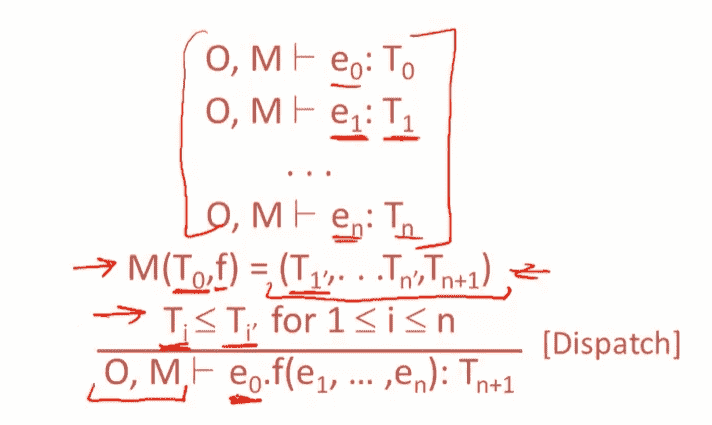 O, M ⊢ e₀: T₀
O, M ⊢ e₁: T₁
. . .
O, M ⊢ eₙ: Tₙ
M(T₀,f) = (T₁′,. . .Tₙ′,Tₙ₊₁)
Tᵢ ≤ Tᵢ′ for 1 ≤ i ≤ n
[Dispatch]
O, M ⊢ e₀.f(e₁, … ,eₙ): Tₙ₊₁